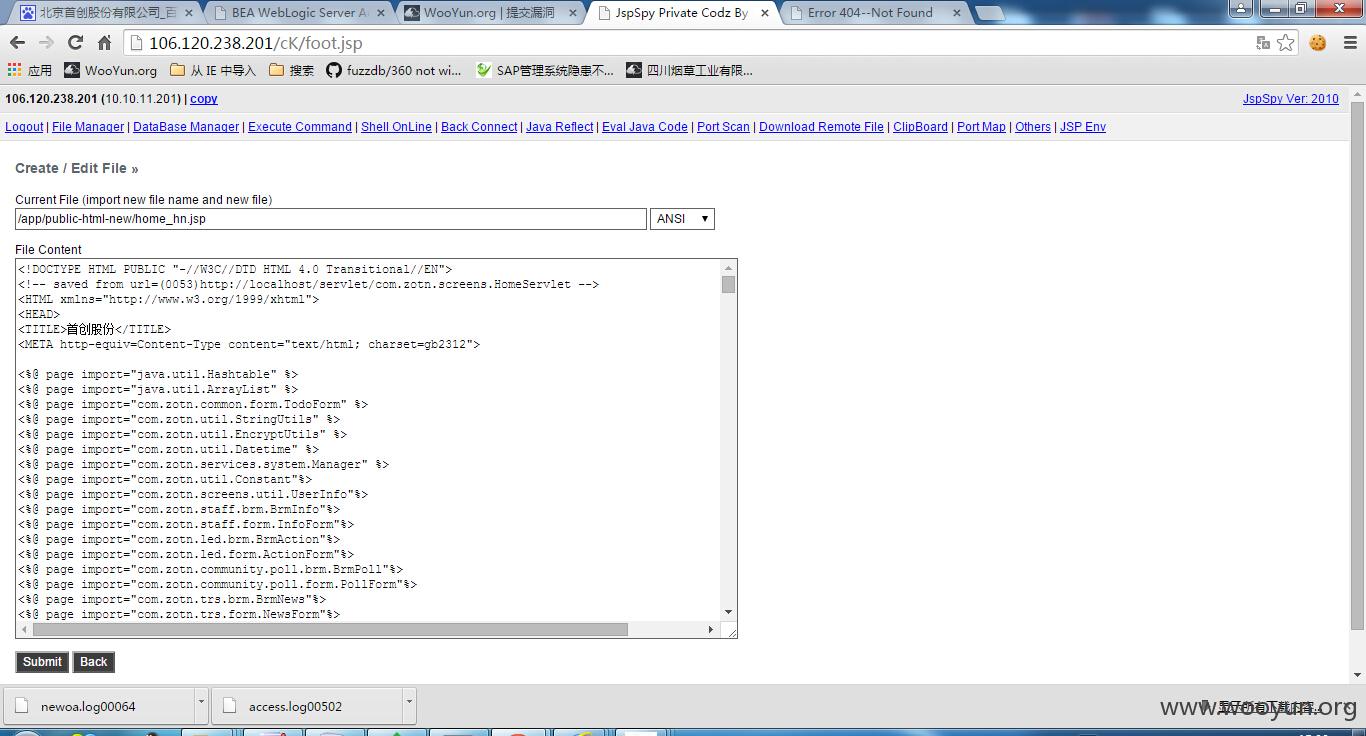 北京首创股份有限公司_百
BEA WebLogic Server A
WooYun.org | 提交漏洞
JspSpy Private Codz By
Error 404--Not Found
106.120.238.201/cK/foot.jsp
应用
WooYun.org
从 IE 中导入
搜索
fuzzdb/360 not wi...
SAP管理系统隐患不...
四川烟草工业有限...
106.120.238.201 (10.10.11.201) | copy
JspSpy Ver: 2010
Logout | File Manager | DataBase Manager | Execute Command | Shell OnLine | Back Connect | Java Reflect | Eval Java Code | Port Scan | Download Remote File | ClipBoard | Port Map | Others | JSP Env
Create / Edit File »
Current File (import new file name and new file)
/app/public-html-new/home_hn.jsp
ANSI
File Content
<!DOCTYPE HTML PUBLIC "-//W3C//DTD HTML 4.0 Transitional//EN">
<!-- saved from url=(0053)http://localhost/servlet/com.zotn.screens.HomeServlet -->
<HTML xmlns="http://www.w3.org/1999/xhtml">
<HEAD>
<TITLE>首创股份</TITLE>
<META http-equiv=Content-Type content="text/html; charset=gb2312">
<%@ page import="java.util.Hashtable" %>
<%@ page import="java.util.ArrayList" %>
<%@ page import="com.zotn.common.form.TodoForm" %>
<%@ page import="com.zotn.util.StringUtils" %>
<%@ page import="com.zotn.util.EncryptUtils" %>
<%@ page import="com.zotn.util.Datetime" %>
<%@ page import="com.zotn.services.system.Manager" %>
<%@ page import="com.zotn.util.Constant"%>
<%@ page import="com.zotn.screens.util.UserInfo"%>
<%@ page import="com.zotn.staff.brm.BrmInfo"%>
<%@ page import="com.zotn.staff.form.InfoForm"%>
<%@ page import="com.zotn.led.brm.BrmAction"%>
<%@ page import="com.zotn.led.form.ActionForm"%>
<%@ page import="com.zotn.community.poll.brm.BrmPoll"%>
<%@ page import="com.zotn.community.poll.form.PollForm"%>
<%@ page import="com.zotn.trs.brm.BrmNews"%>
<%@ page import="com.zotn.trs.form.NewsForm"%>
Submit
Back
newoa.log00064
access.log00502
www.wooyun.org